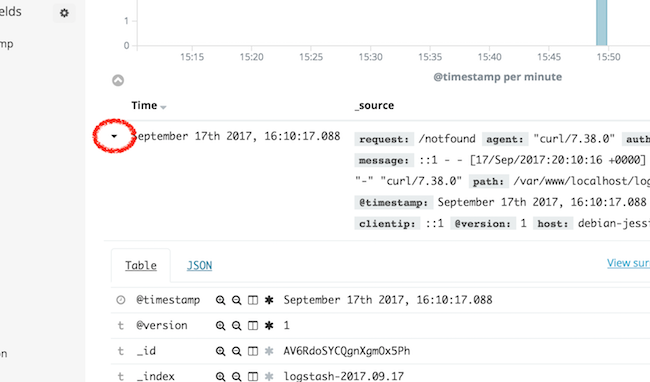 elds
mp
on
1
0
15:15 15:20 15:25 15:30 15:35 15:40 15:45 15:50
@timestamp per minute
Time _source
eptember 17th 2017, 16:10:17.088 request: /notfound agent: "curl/7.38.0" auth
message: ::1 - - [17/Sep/2017:20:10:16 +0000]
"-" "curl/7.38.0" path: /var/www/localhost/log
@timestamp: September 17th 2017, 16:10:17.088
clientip: ::1 @version: 1 host: debian-jess
Table JSON View sur
@timestamp September 17th 2017, 16:10:17.088
t @version 1
t _id AV6RdoSYCQgnXgmOx5Ph
t _index logstash-2017.09.17